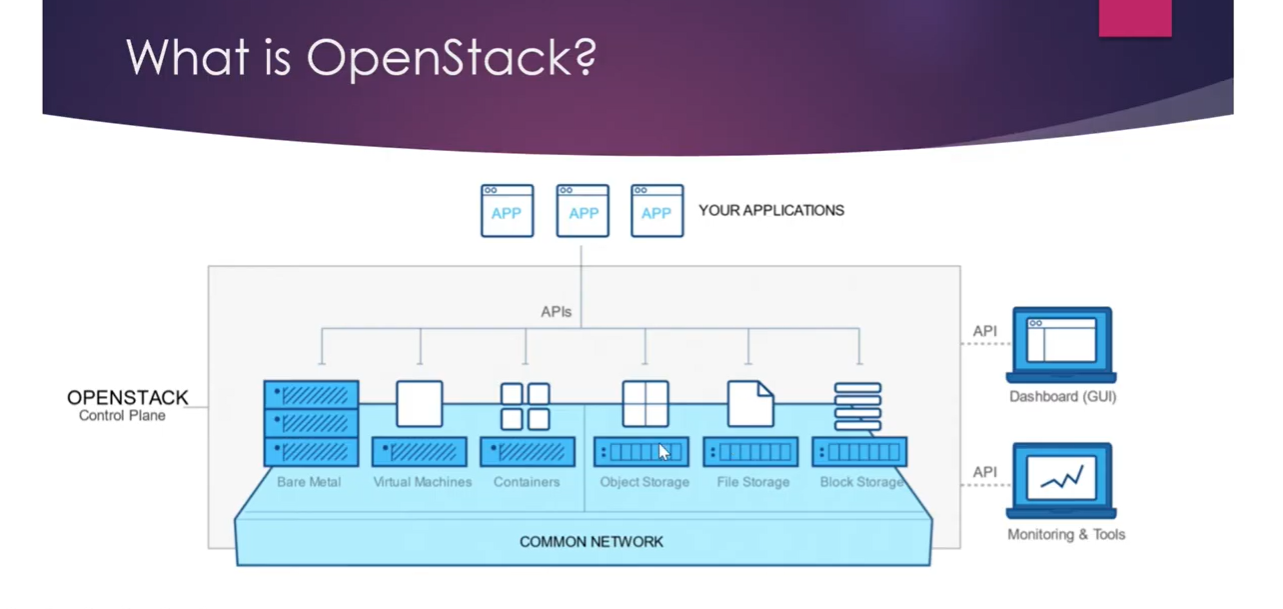 What is OpenStack?
APP
APP
APP
YOUR APPLICATIONS
APIs
API
Dashboard (GUI)
OPENSTACK
Control Plane
Bare Metal
Virtual Machines
Containers
Object Storage
File Storage
Block Storage
API
Monitoring & Tools
COMMON NETWORK